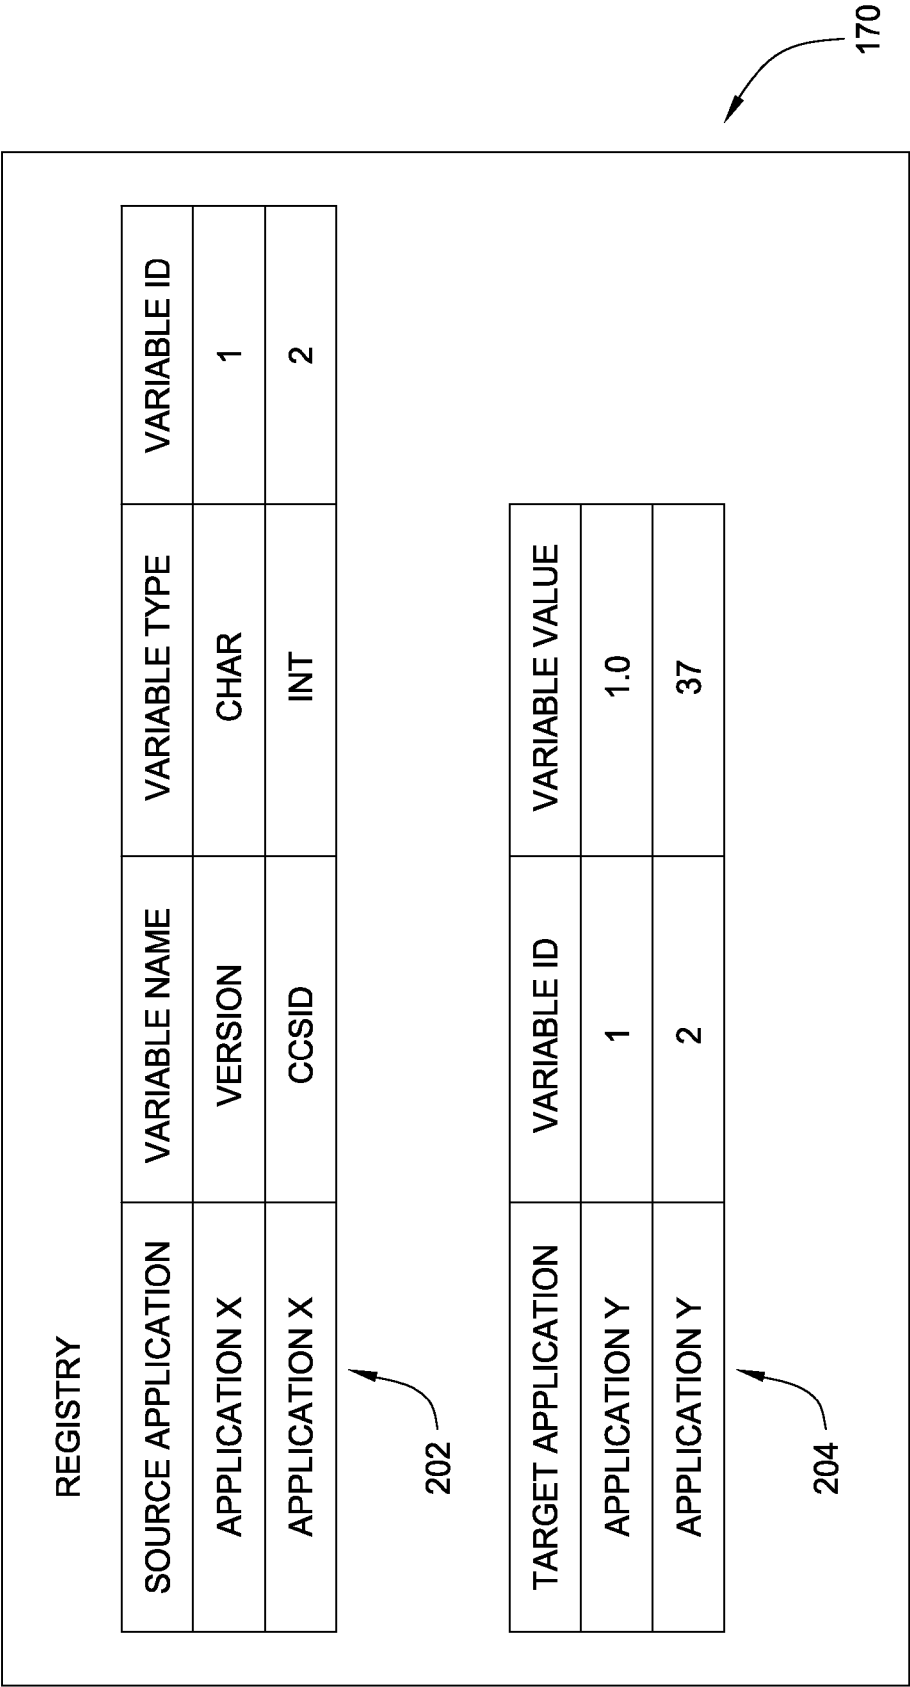 REGISTRY
SOURCE APPLICATION VARIABLE NAME VARIABLE TYPE VARIABLE ID
APPLICATION X VERSION CHAR 1
APPLICATION X CCSID INT 2
202
TARGET APPLICATION VARIABLE ID VARIABLE VALUE
APPLICATION Y 1 1.0
APPLICATION Y 2 37
204
170